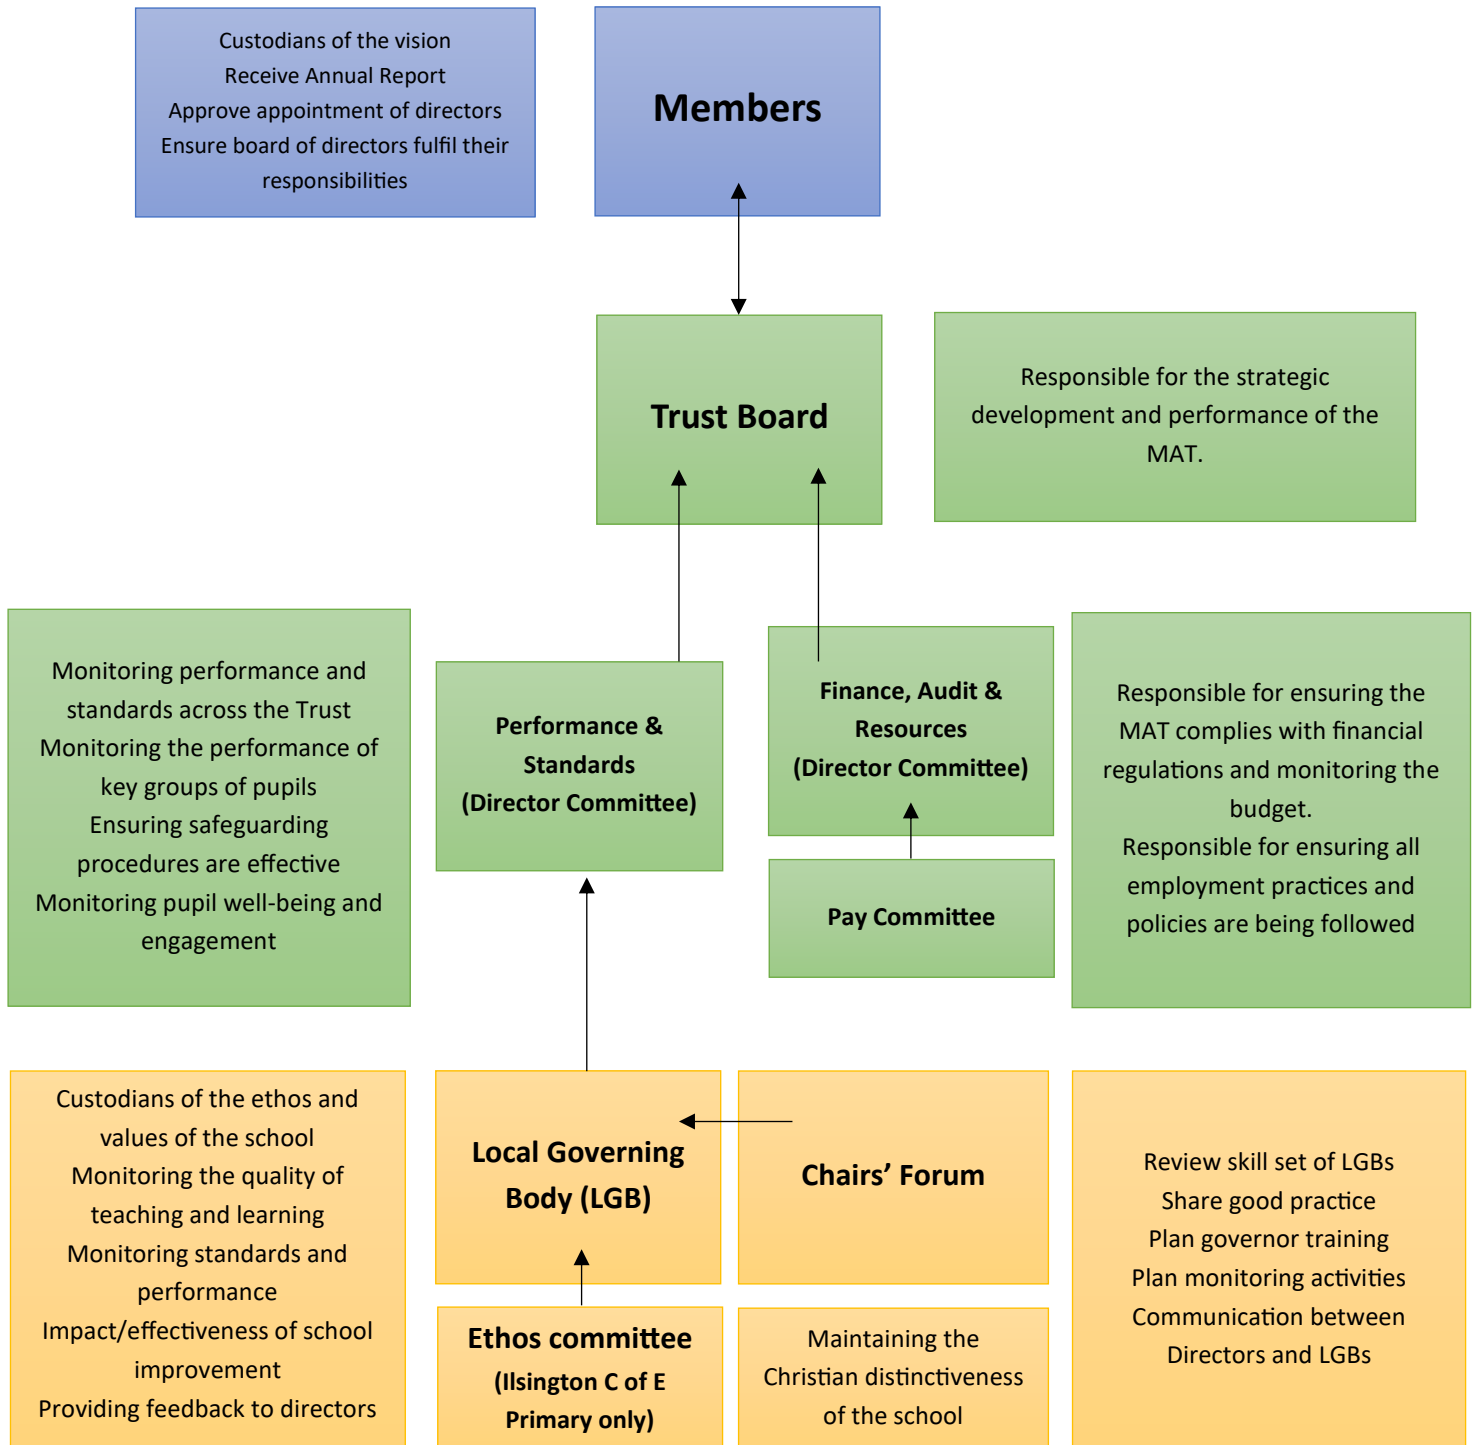 Custodians of the vision
Receive Annual Report
Approve appointment of directors
Ensure board of directors fulfil their
responsibilities
Members
Trust Board
Responsible for the strategic
development and performance of the
MAT.
Monitoring performance and
standards across the Trust
Monitoring the performance of
key groups of pupils
Ensuring safeguarding
procedures are effective
Monitoring pupil well-being and
engagement
Performance &
Standards
(Director Committee)
Finance, Audit &
Resources
(Director Committee)
Pay Committee
Responsible for ensuring the
MAT complies with financial
regulations and monitoring the
budget.
Responsible for ensuring all
employment practices and
policies are being followed
Custodians of the ethos and
values of the school
Monitoring the quality of
teaching and learning
Monitoring standards and
performance
Impact/effectiveness of school
improvement
Providing feedback to directors
Local Governing
Body (LGB)
Chairs’ Forum
Review skill set of LGBs
Share good practice
Plan governor training
Plan monitoring activities
Communication between
Directors and LGBs
Ethos committee
(Ilsington C of E
Primary only)
Maintaining the
Christian distinctiveness
of the school